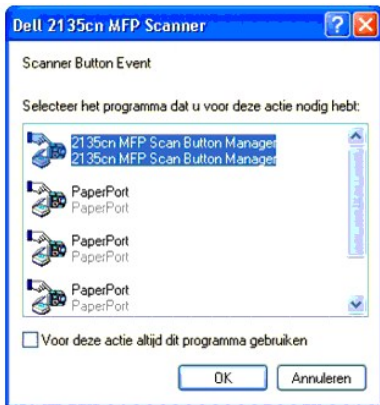 Dell 2135cn MFP Scanner
Scanner Button Event
Selecteer het programma dat u voor deze actie nodig hebt:
2135cn MFP Scan Button Manager
2135cn MFP Scan Button Manager
PaperPort
PaperPort
PaperPort
PaperPort
PaperPort
PaperPort
Voor deze actie altijd dit programma gebruiken
OK
Annuleren